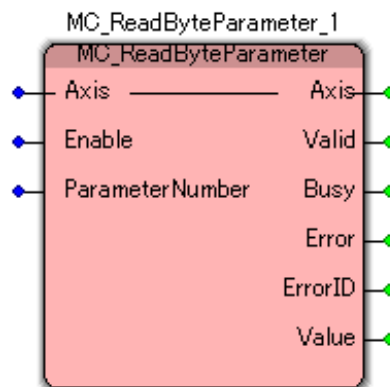 MC_ReadByteParameter_1
MC_ReadByteParameter
Axis Axis
Enable Valid
ParameterNumber Busy
Error
ErrorID
Value